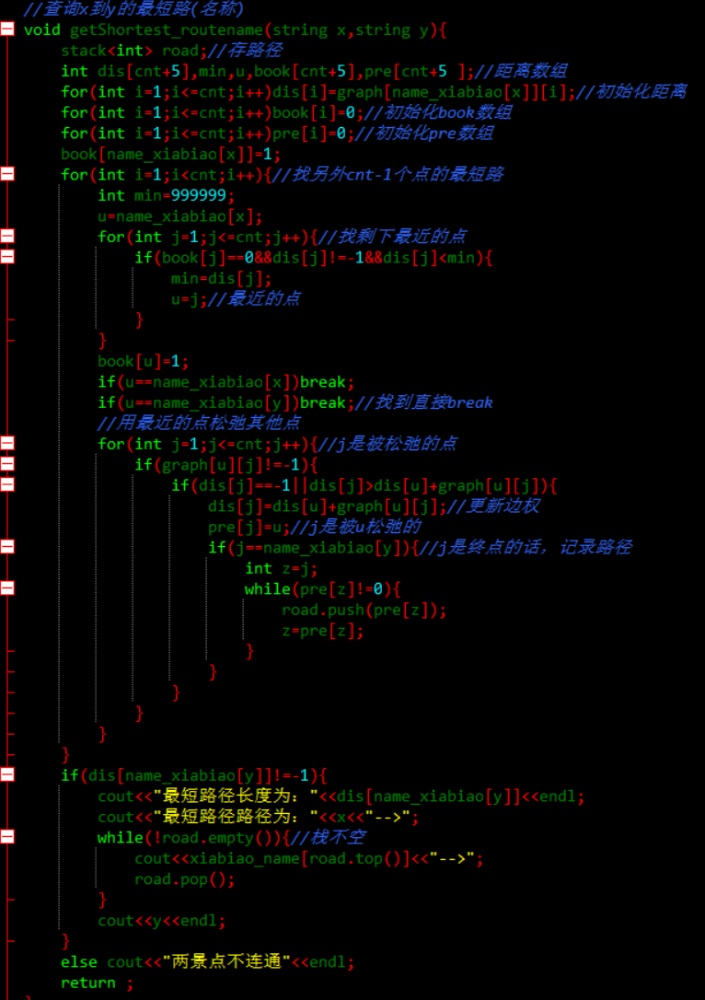 //查询x到y的最短路(名称)
void getShortest_routename(string x,string y){
    stack<int> road;//存路径
    int dis[cnt+5],min,u,book[cnt+5],pre[cnt+5 ];//距离数组
    for(int i=1;i<=cnt;i++)dis[i]=graph[name_xiabiao[x]][i];//初始化距离
    for(int i=1;i<=cnt;i++)book[i]=0;//初始化book数组
    for(int i=1;i<=cnt;i++)pre[i]=0;//初始化pre数组
    book[name_xiabiao[x]]=1;
    for(int i=1;i<cnt;i++){//找另外cnt-1个点的最短路
        int min=999999;
        u=name_xiabiao[x];
        for(int j=1;j<=cnt;j++){//找剩下最近的点
            if(book[j]==0&&dis[j]!=-1&&dis[j]<min){
                min=dis[j];
                u=j;//最近的点
            }
        }
        book[u]=1;
        if(u==name_xiabiao[x])break;
        if(u==name_xiabiao[y])break;//找到直接break
        //用最近的点松弛其他点
        for(int j=1;j<=cnt;j++){//j是被松弛的点
            if(graph[u][j]!=-1){
                if(dis[j]==-1||dis[j]>dis[u]+graph[u][j]){
                    dis[j]=dis[u]+graph[u][j];//更新边权
                    pre[j]=u;//j是被u松弛的
                    if(j==name_xiabiao[y]){//j是终点的话，记录路径
                        int z=j;
                        while(pre[z]!=0){
                            road.push(pre[z]);
                            z=pre[z];
                        }
                    }
                }
            }
        }
    }
    if(dis[name_xiabiao[y]]!=-1){
        cout<<"最短路径长度为："<<dis[name_xiabiao[y]]<<endl;
        cout<<"最短路径路径为："<<x<<"-->";
        while(!road.empty()){//栈不空
            cout<<xiabiao_name[road.top()]<<"-->";
            road.pop();
        }
        cout<<y<<endl;
    }
    else cout<<"两景点不连通"<<endl;
    return ;
}